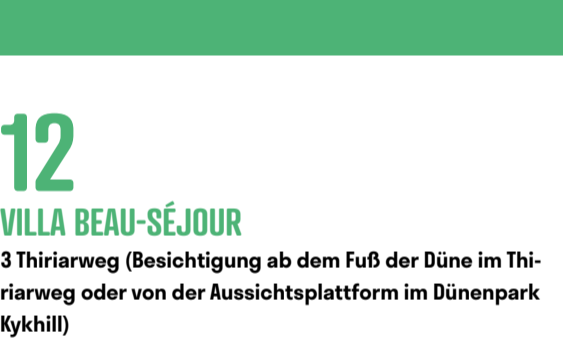 12
VILLA BEAU-SÉJOUR
3 Thiriarweg (Besichtigung ab dem Fuß der Düne im Thi-
riarweg oder von der Aussichtsplattform im Dünenpark
Kykhill)